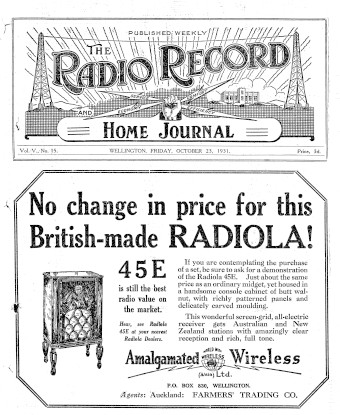 PUBLISHED WEEKLY
THE
RADIO RECORD
AND
HOME JOURNAL
Vol. V., No. 15. WELLINGTON, FRIDAY, OCTOBER 23, 1931. Price, 3d.
No change in price for this
British-made RADIOLA!
45E
is still the best
radio value on
the market.
Hear, see Radiola
45E at your nearest
Radiola Dealers.
If you are contemplating the purchase
of a set, be sure to ask for a demonstration
of the Radiola 45E. Just about the same
price as an ordinary midget, yet housed in
a handsome console cabinet of butt wal-
nut, with richly patterned panels and
delicately carved moulding.
This wonderful screen-grid, all-electric
receiver gets Australian and New
Zealand stations with amazingly clear
reception and rich, full tone.
Amalgamated WIRELESS Wireless
(A/sia) Ltd.
P.O. BOX 830, WELLINGTON.
Agents: Auckland: FARMERS' TRADING CO.